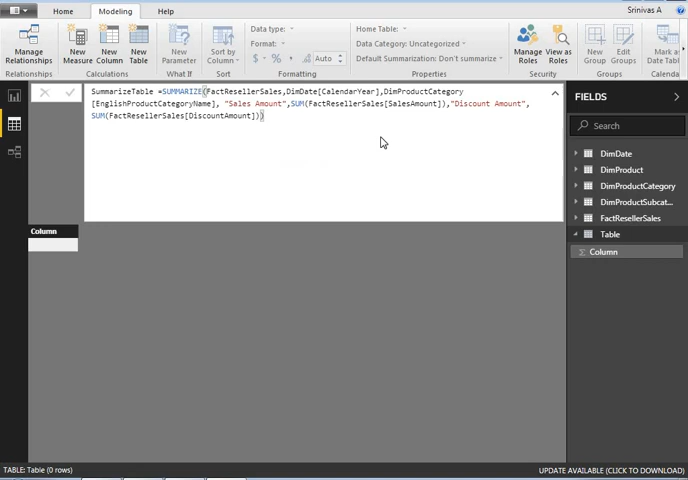 Srinivas A
Home
Modeling
Help
Manage
Relationships
New
Measure
New
Column
New
Table
New
Parameter
Sort by
Column
Data type:
Format:
$ % , Auto
Home Table:
Data Category: Uncategorized
Default Summarization: Don't summarize
Manage
Roles
View as
Roles
New
Group
Edit
Groups
Mark as
Date Tabl
Relationships
Calculations
What If
Sort
Formatting
Properties
Security
Groups
Calenda
SummarizeTable =SUMMARIZE(FactResellerSales,DimDate[CalendarYear],DimProductCategory
[EnglishProductCategoryName], "Sales Amount",SUM(FactResellerSales[SalesAmount]),"Discount Amount",
SUM(FactResellerSales[DiscountAmount]))
Column
FIELDS
Search
DimDate
DimProduct
DimProductCategory
DimProductSubcat...
FactResellerSales
Table
Σ Column
TABLE: Table (0 rows)
UPDATE AVAILABLE (CLICK TO DOWNLOAD)